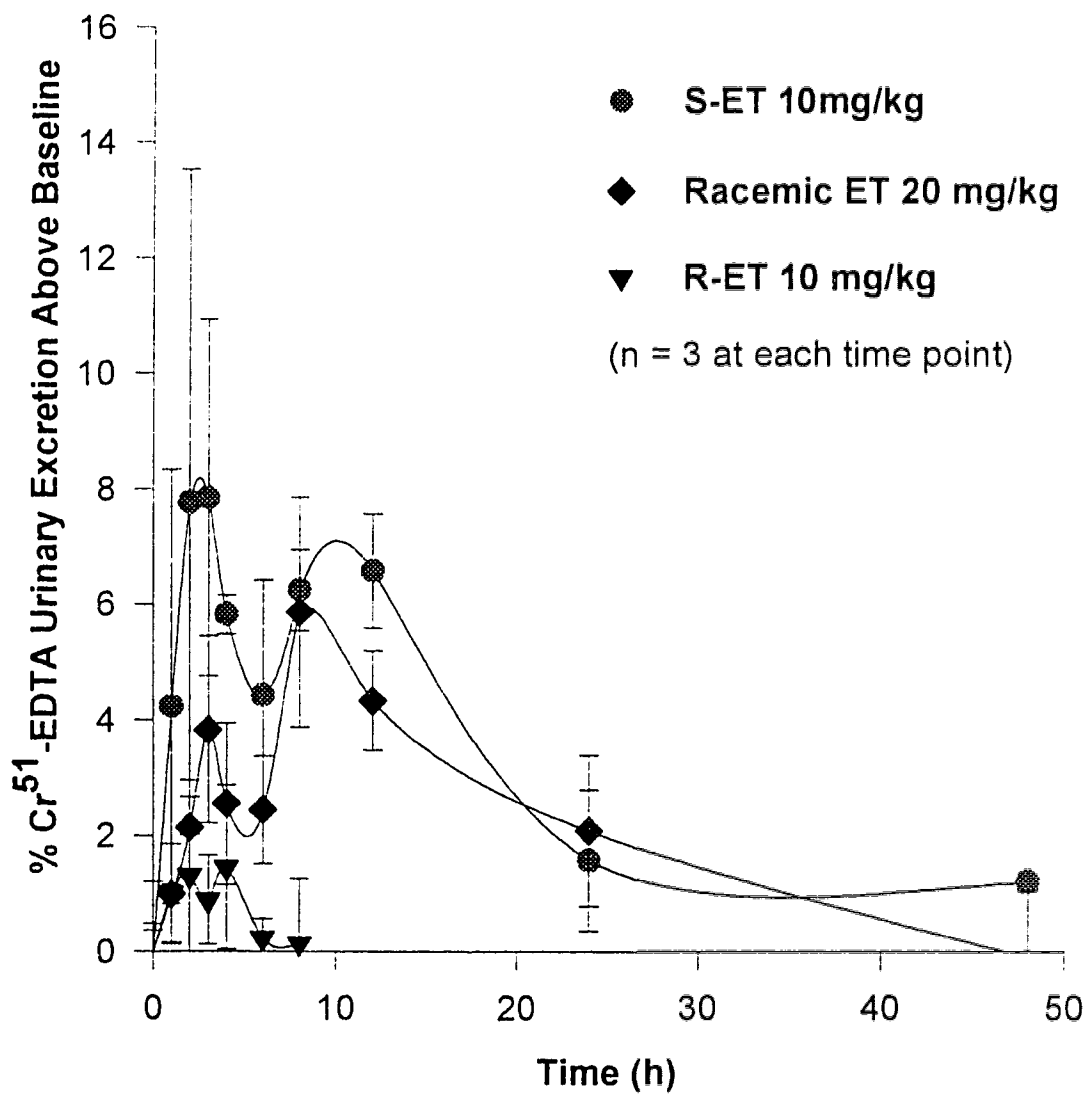 16
14
12
10
8
6
4
2
0
% Cr51-EDTA Urinary Excretion Above Baseline
S-ET 10mg/kg
Racemic ET 20 mg/kg
R-ET 10 mg/kg
(n = 3 at each time point)
0 10 20 30 40 50
Time (h)